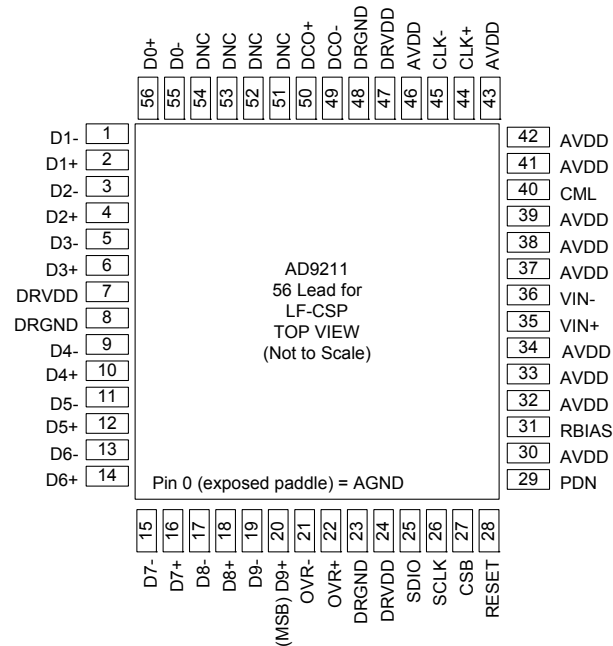 D0+
D0-
DNC
DNC
DNC
DNC
DCO+
DCO-
DRGND
DRVDD
AVDD
CLK-
CLK+
AVDD
56
55
54
53
52
51
50
49
48
47
46
45
44
43
D1- 1
D1+ 2
D2- 3
D2+ 4
D3- 5
D3+ 6
DRVDD 7
DRGND 8
D4- 9
D4+ 10
D5- 11
D5+ 12
D6- 13
D6+ 14
AD9211
56 Lead for
LF-CSP
TOP VIEW
(Not to Scale)
Pin 0 (exposed paddle) = AGND
42 AVDD
41 AVDD
40 CML
39 AVDD
38 AVDD
37 AVDD
36 VIN-
35 VIN+
34 AVDD
33 AVDD
32 AVDD
31 RBIAS
30 AVDD
29 PDN
15
16
17
18
19
20
21
22
23
24
25
26
27
28
D7-
D7+
D8-
D8+
D9-
(MSB) D9+
OVR-
OVR+
DRGND
DRVDD
SDIO
SCLK
CSB
RESET